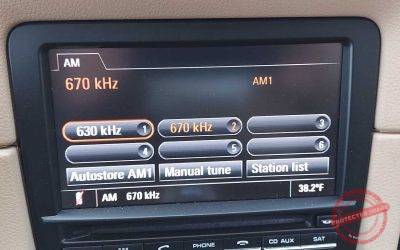 AM
670 kHz AM1
630 kHz 1 670 kHz 2 3
4 5 6
Autostore AM1 Manual tune Station list
AM 670 kHz 38.2°F
PHONE CD AUX SAT